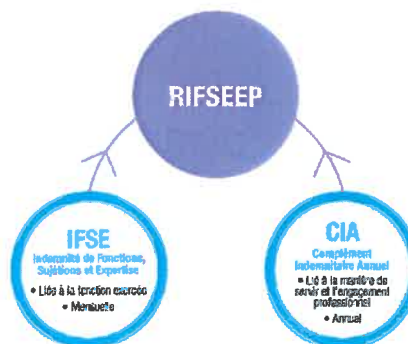 RIFSEEP
IFSE
Indemnité de Fonctions,
Sujétions et Expertise
• Liée à la fonction exercée
• Mensuelle
CIA
Complément
Indemnitaire Annuel
• Lié à la manière de
servir et l'engagement
professionnel
• Annuel